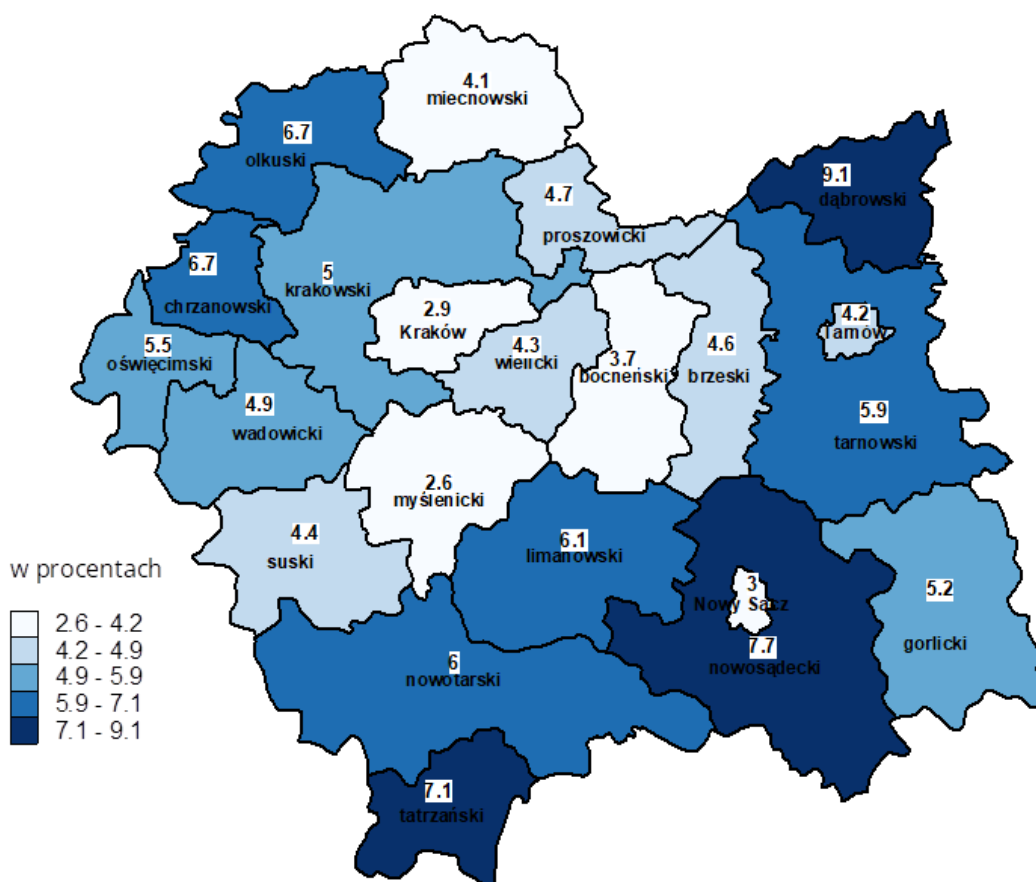 4.1
miecnowski
6.7
olkuski
9.1
dąbrowski
4.7
proszowicki
6.7
chrzanowski
5
krakowski
2.9
Kraków
4.2
Tarnów
4.3
wielicki
3.7
bocneński
4.6
brzeski
5.5
oświęcimski
4.9
wadowicki
5.9
tarnowski
2.6
myślenicki
4.4
suski
6.1
limanowski
3
Nowy Sącz
7.7
nowosądecki
5.2
gorlicki
6
nowotarski
7.1
tatrzański
w procentach
2.6 - 4.2
4.2 - 4.9
4.9 - 5.9
5.9 - 7.1
7.1 - 9.1